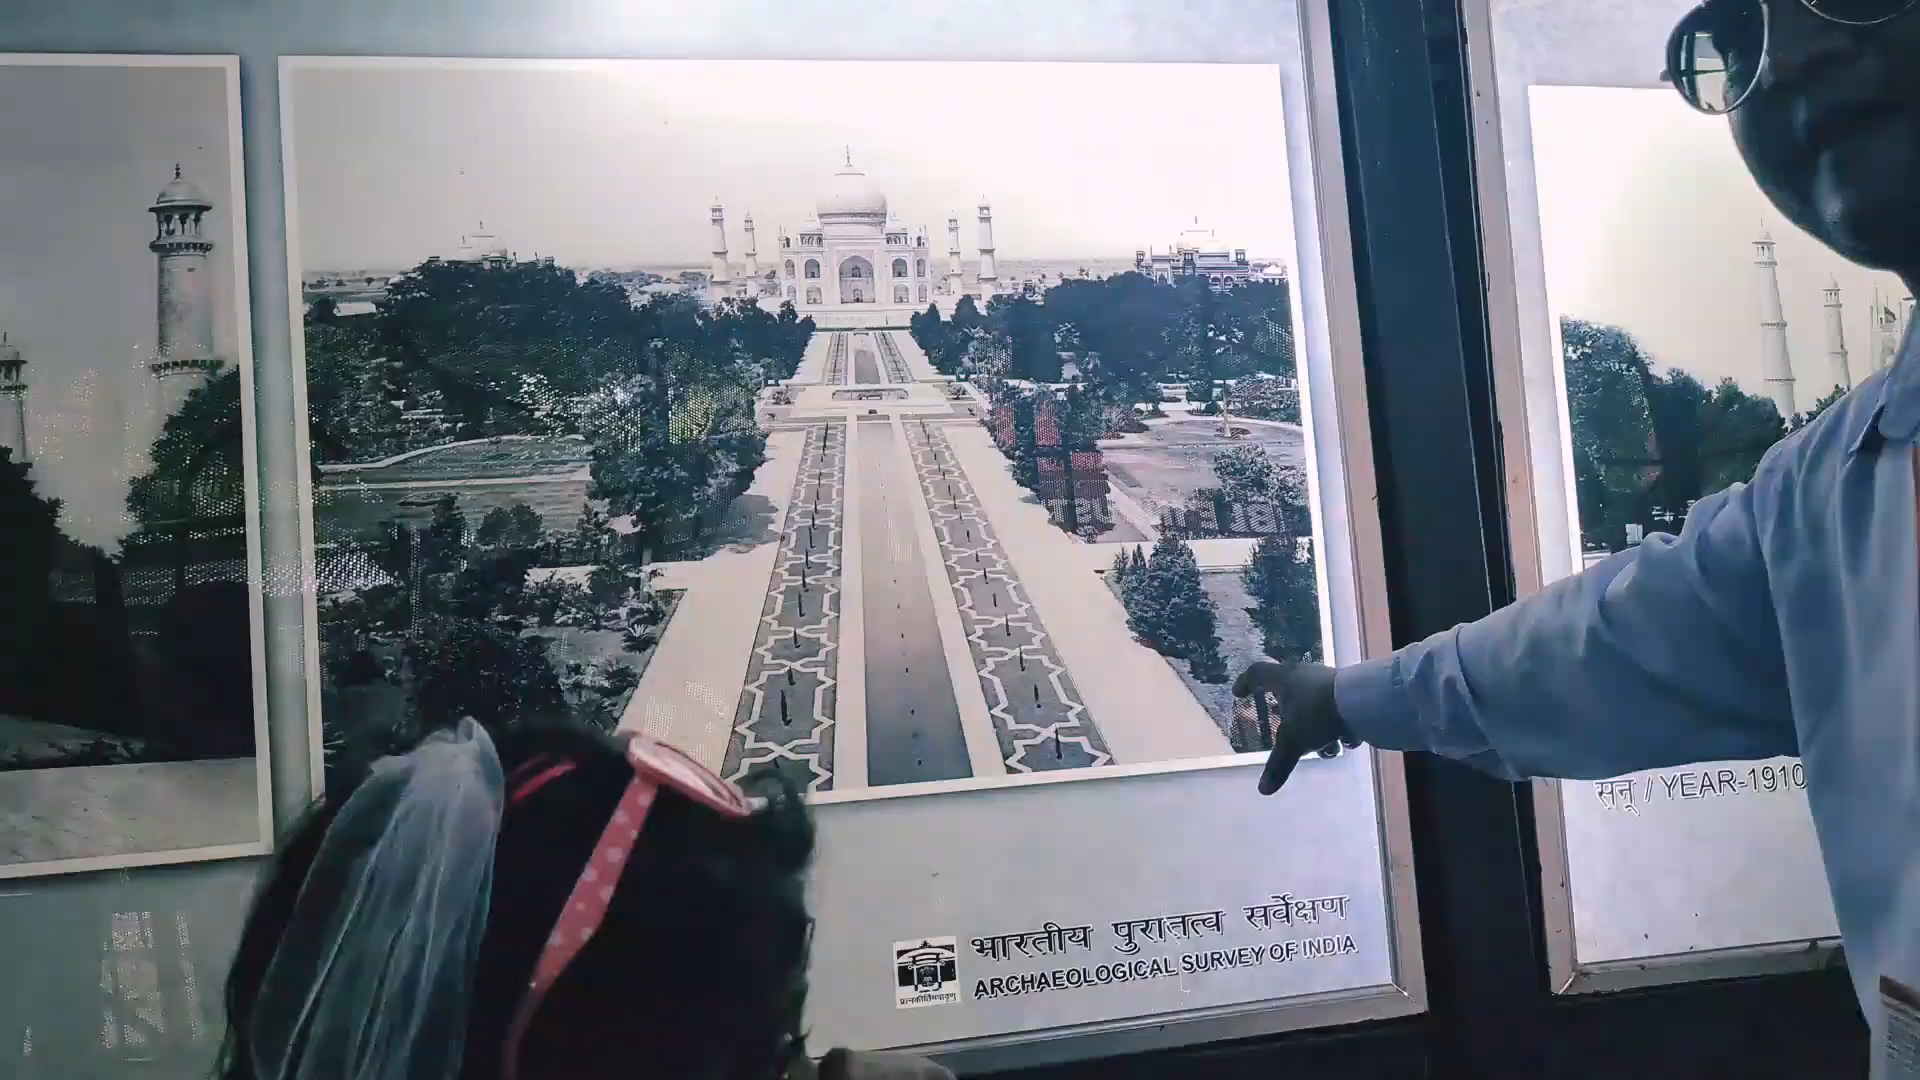 सन् / YEAR-1910
भारतीय पुरातत्व सर्वेक्षण
ARCHAEOLOGICAL SURVEY OF INDIA